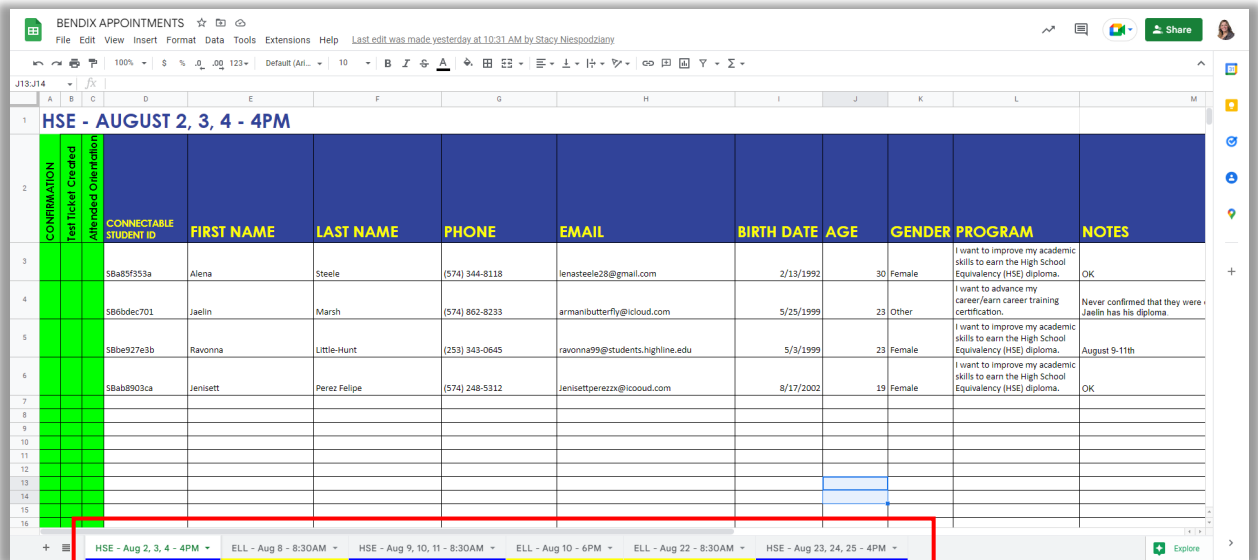 BENDIX APPOINTMENTS
File Edit View Insert Format Data Tools Extensions Help Last edit was made yesterday at 10:31 AM by Stacy Niespodziany
Share
100% $ % .0 .00 123 Default (Ari... 10 B I S A
J13:J14 fx
A B C D E F G H I J K L M
1 HSE - AUGUST 2, 3, 4 - 4PM
2 CONFIRMATION Test Ticket Created Attended Orientation CONNECTABLE STUDENT ID FIRST NAME LAST NAME PHONE EMAIL BIRTH DATE AGE GENDER PROGRAM NOTES
I want to improve my academic
skills to earn the High School
3 SBa85f353a Alena Steele (574) 344-8118 lenasteele28@gmail.com 2/13/1992 30 Female Equivalency (HSE) diploma. OK
I want to advance my
career/earn career training Never confirmed that they were
4 SB6bdec701 Jaelin Marsh (574) 862-8233 armanibutterfly@icloud.com 5/25/1999 23 Other certification. Jaelin has his diploma.
I want to improve my academic
skills to earn the High School
5 SBbe927e3b Ravonna Little-Hunt (253) 343-0645 ravonna99@students.highline.edu 5/3/1999 23 Female Equivalency (HSE) diploma. August 9-11th
I want to improve my academic
skills to earn the High School
6 SBab8903ca Jenisett Perez Felipe (574) 248-5312 Jenisettperezzx@icooud.com 8/17/2002 19 Female Equivalency (HSE) diploma. OK
7
8
9
10
11
12
13
14
15
16
HSE - Aug 2, 3, 4 - 4PM ELL - Aug 8 - 8:30AM HSE - Aug 9, 10, 11 - 8:30AM ELL - Aug 10 - 6PM ELL - Aug 22 - 8:30AM HSE - Aug 23, 24, 25 - 4PM Explore